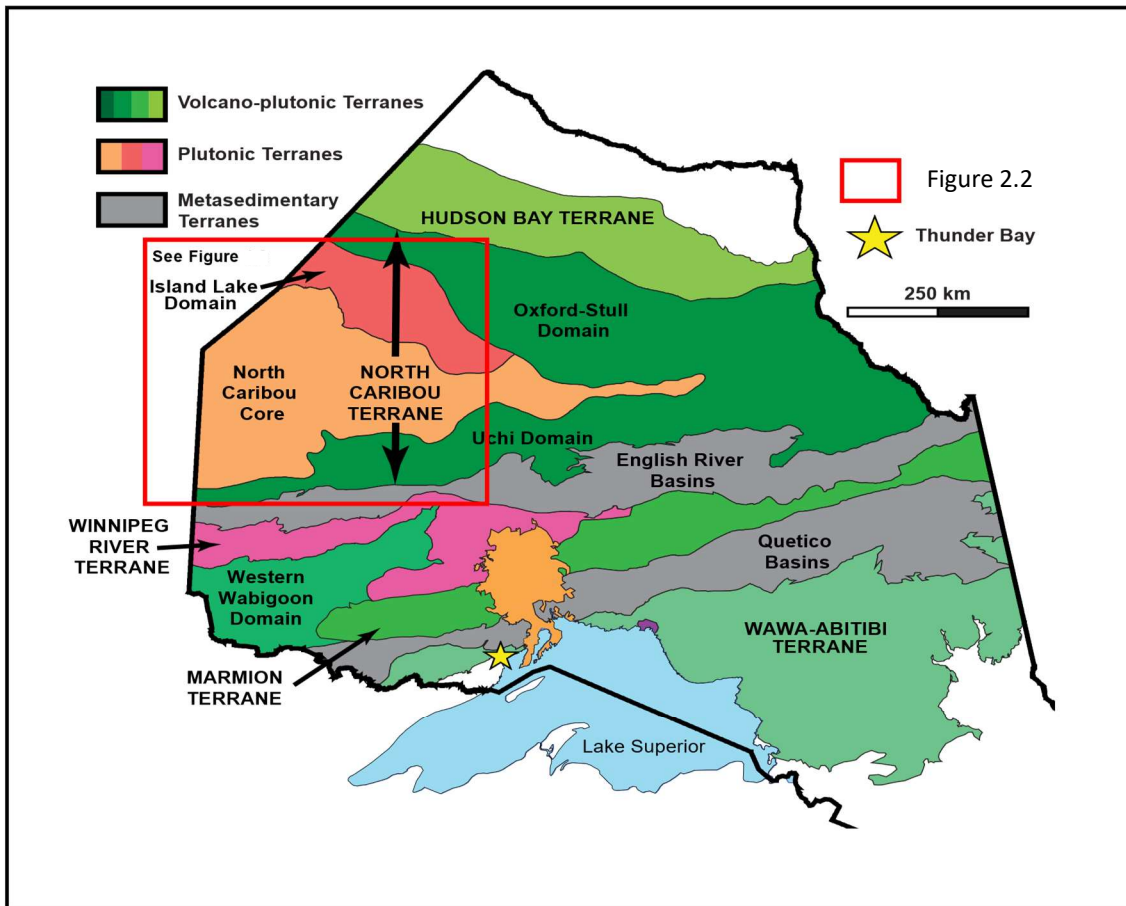 Volcano-plutonic Terranes
Plutonic Terranes
Metasedimentary
Terranes
Figure 2.2
Thunder Bay
250 km
HUDSON BAY TERRANE
See Figure
Island Lake
Domain
Oxford-Stull
Domain
North
Caribou
Core
NORTH
CARIBOU
TERRANE
Uchi Domain
English River
Basins
WINNIPEG
RIVER
TERRANE
Quetico
Basins
Western
Wabigoon
Domain
WAWA-ABITIBI
TERRANE
MARMION
TERRANE
Lake Superior